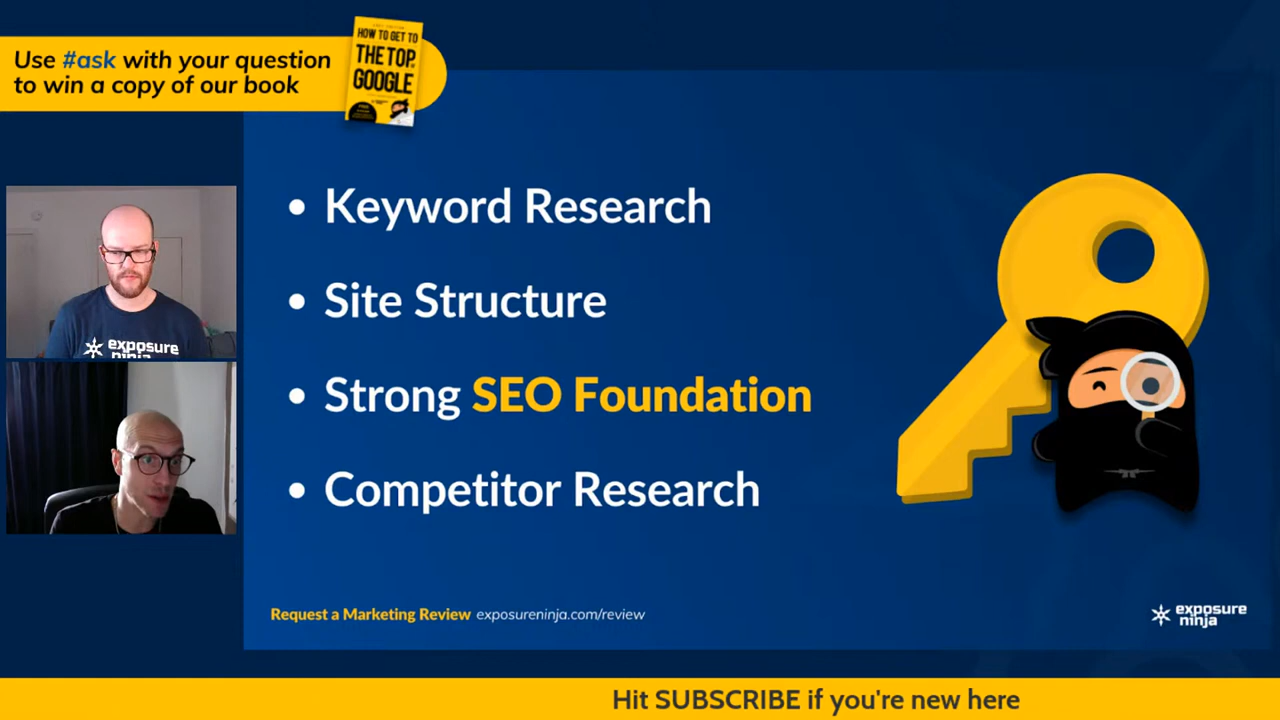 Use #ask with your question
to win a copy of our book
HOW TO GET TO
THE TOP
GOOGLE
• Keyword Research
• Site Structure
• Strong SEO Foundation
• Competitor Research
exposure
ninja
Request a Marketing Review exposureninja.com/review
exposure
ninja
Hit SUBSCRIBE if you're new here